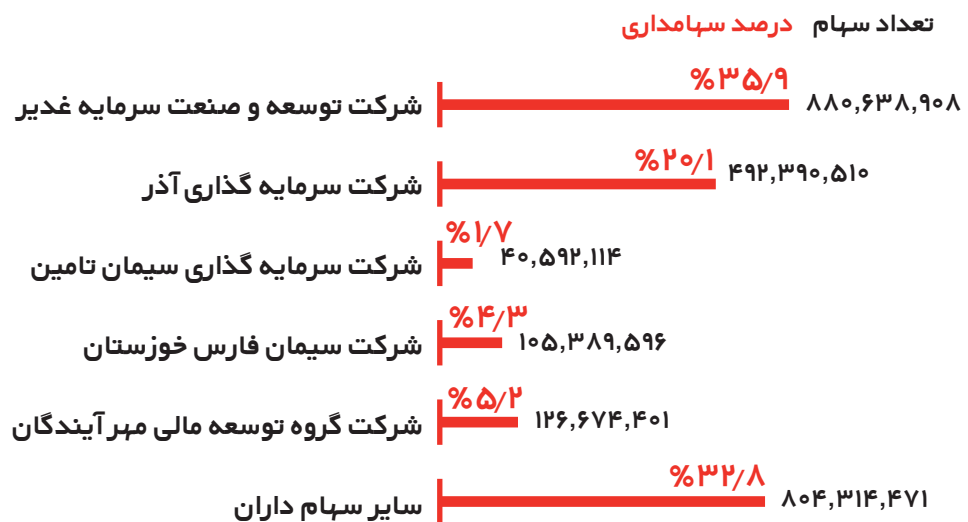 تعداد سهام درصد سهامداری
شرکت توسعه و صنعت سرمایه غدیر %۳۵/۹ ۸۸۰,۶۳۸,۹۰۸
شرکت سرمایه گذاری آذر %۲۰/۱ ۴۹۲,۳۹۰,۵۱۰
شرکت سرمایه گذاری سیمان تامین %۱/۷ ۴۰,۵۹۲,۱۱۴
شرکت سیمان فارس خوزستان %۴/۳ ۱۰۵,۳۸۹,۵۹۶
شرکت گروه توسعه مالی مهر آیندگان %۵/۲ ۱۲۶,۶۷۴,۴۰۱
سایر سهام داران %۳۲/۸ ۸۰۴,۳۱۴,۴۷۱